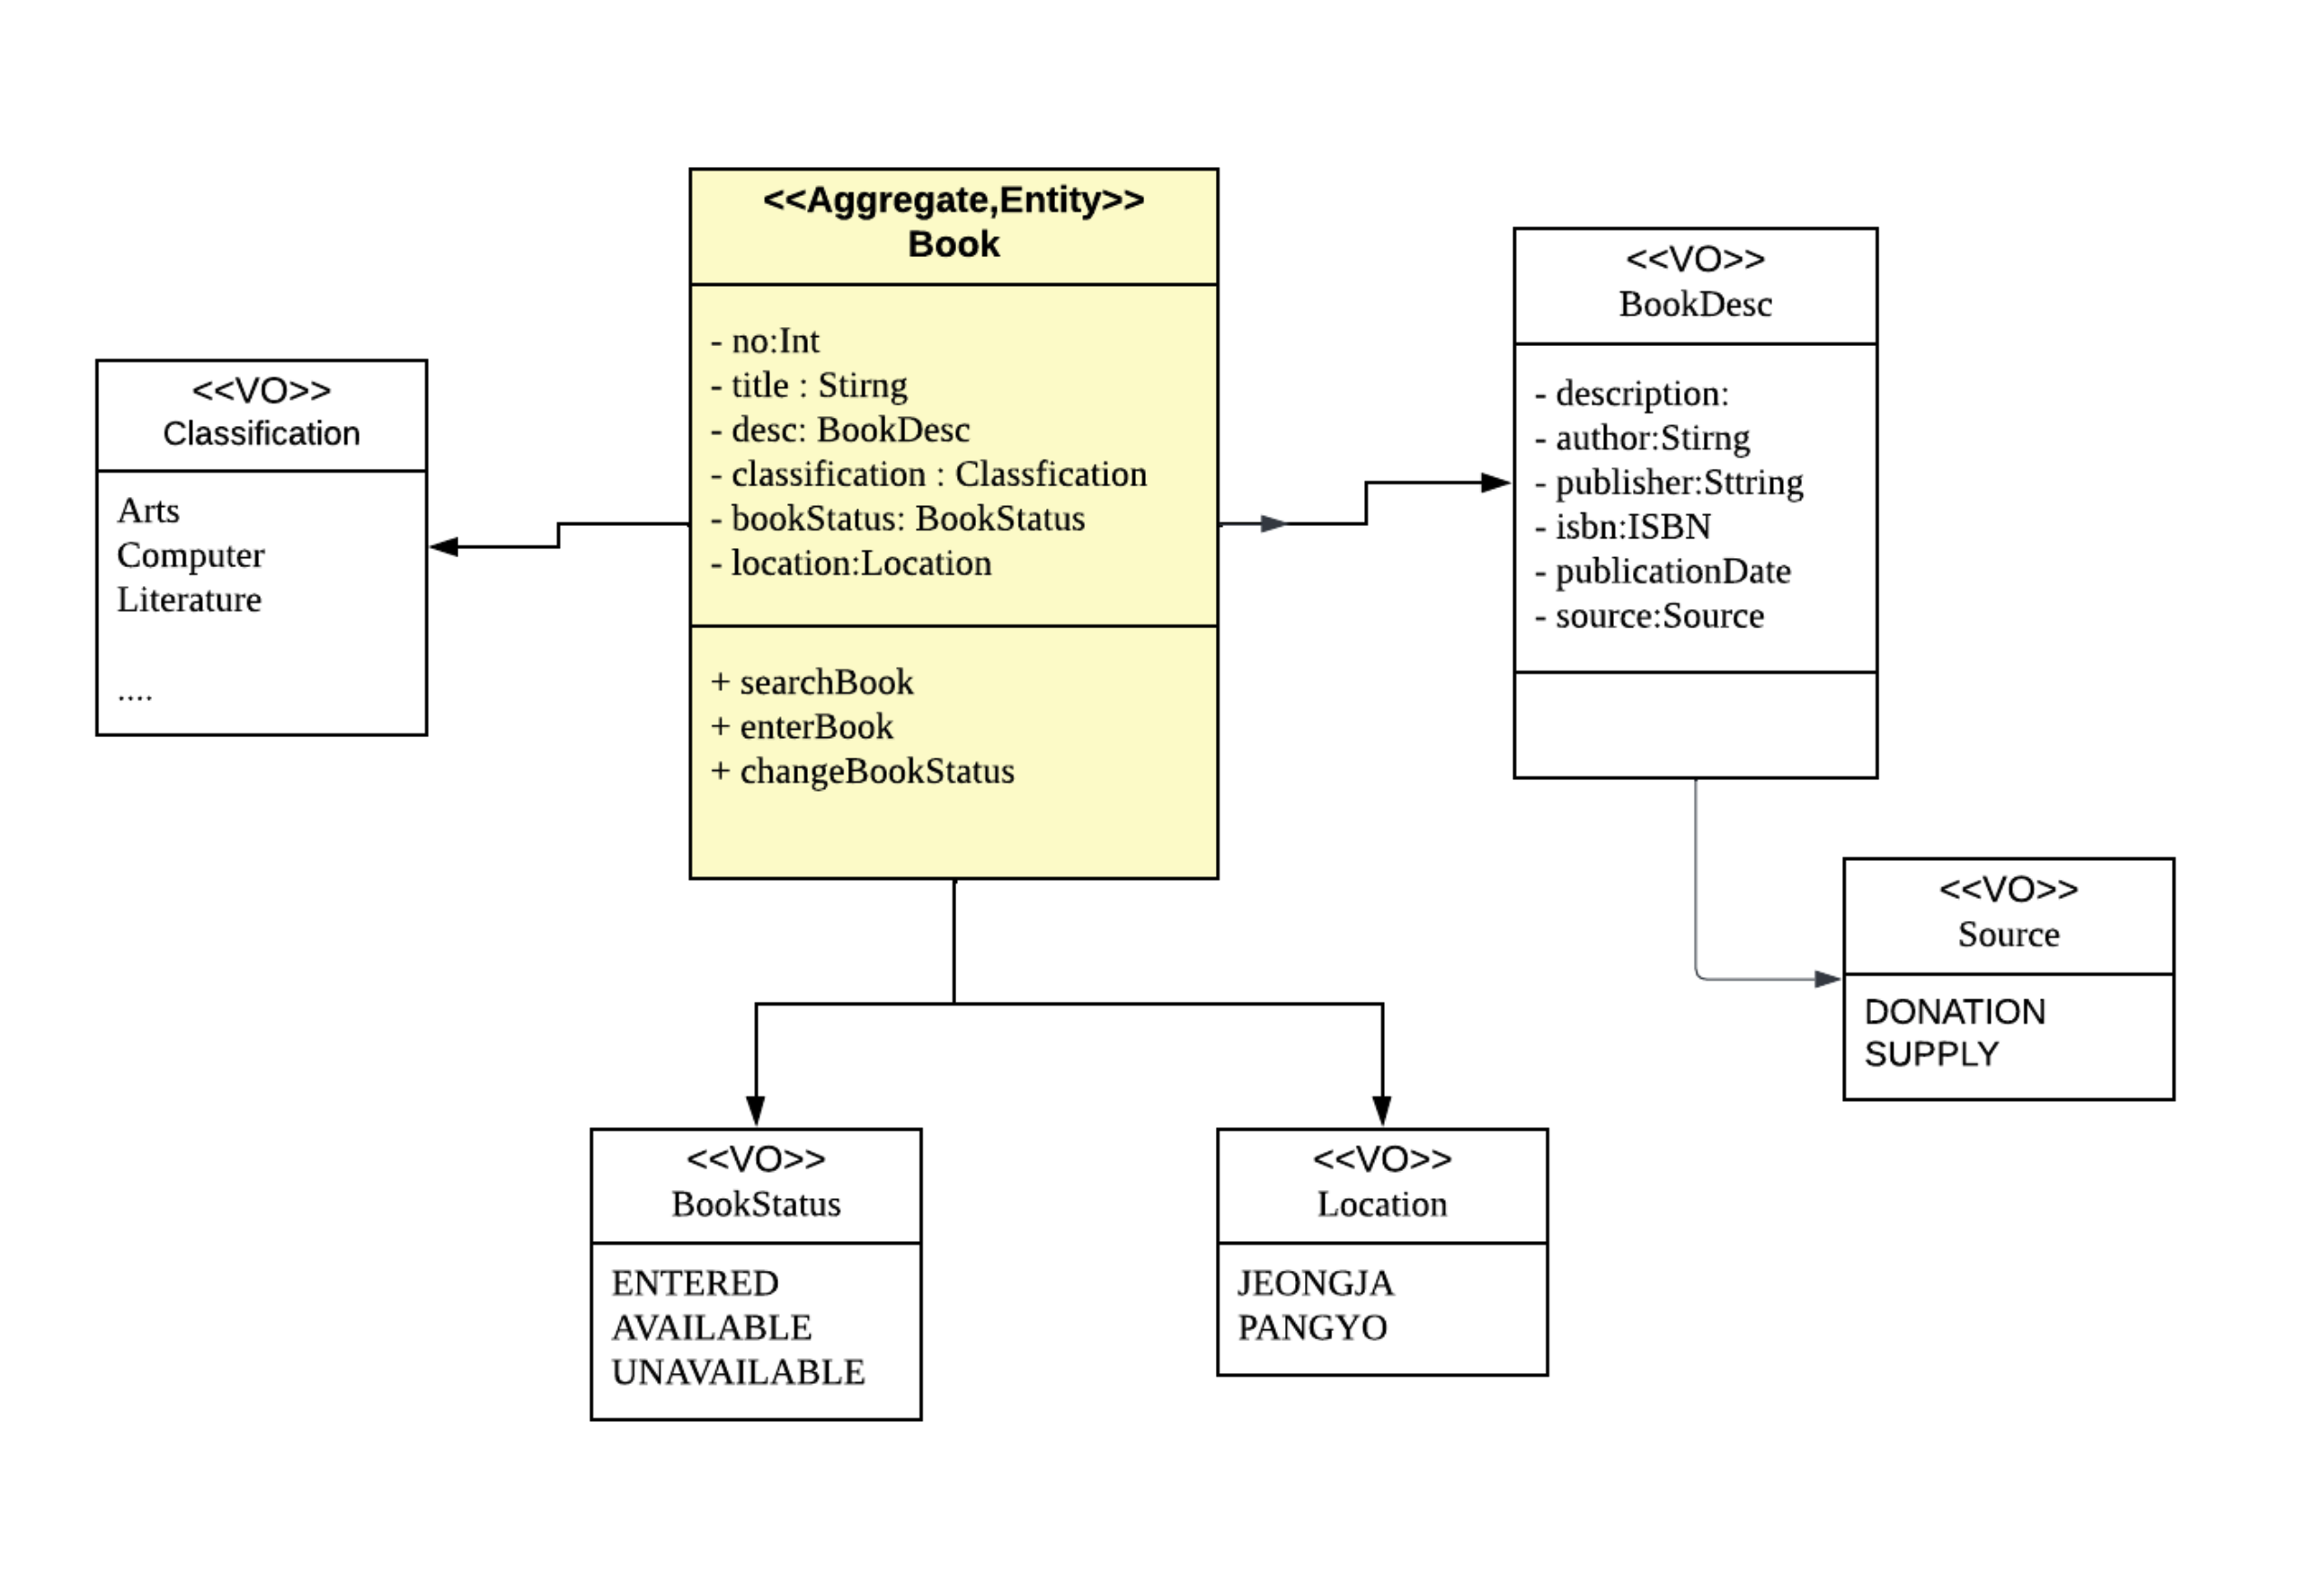 <<Aggregate,Entity>>
Book
- no:Int
- title : Stirng
- desc: BookDesc
- classification : Classfication
- bookStatus: BookStatus
- location:Location
+ searchBook
+ enterBook
+ changeBookStatus
<<VO>>
Classification
Arts
Computer
Literature
....
<<VO>>
BookDesc
- description:
- author:Stirng
- publisher:Sttring
- isbn:ISBN
- publicationDate
- source:Source
<<VO>>
Source
DONATION
SUPPLY
<<VO>>
BookStatus
ENTERED
AVAILABLE
UNAVAILABLE
<<VO>>
Location
JEONGJA
PANGYO